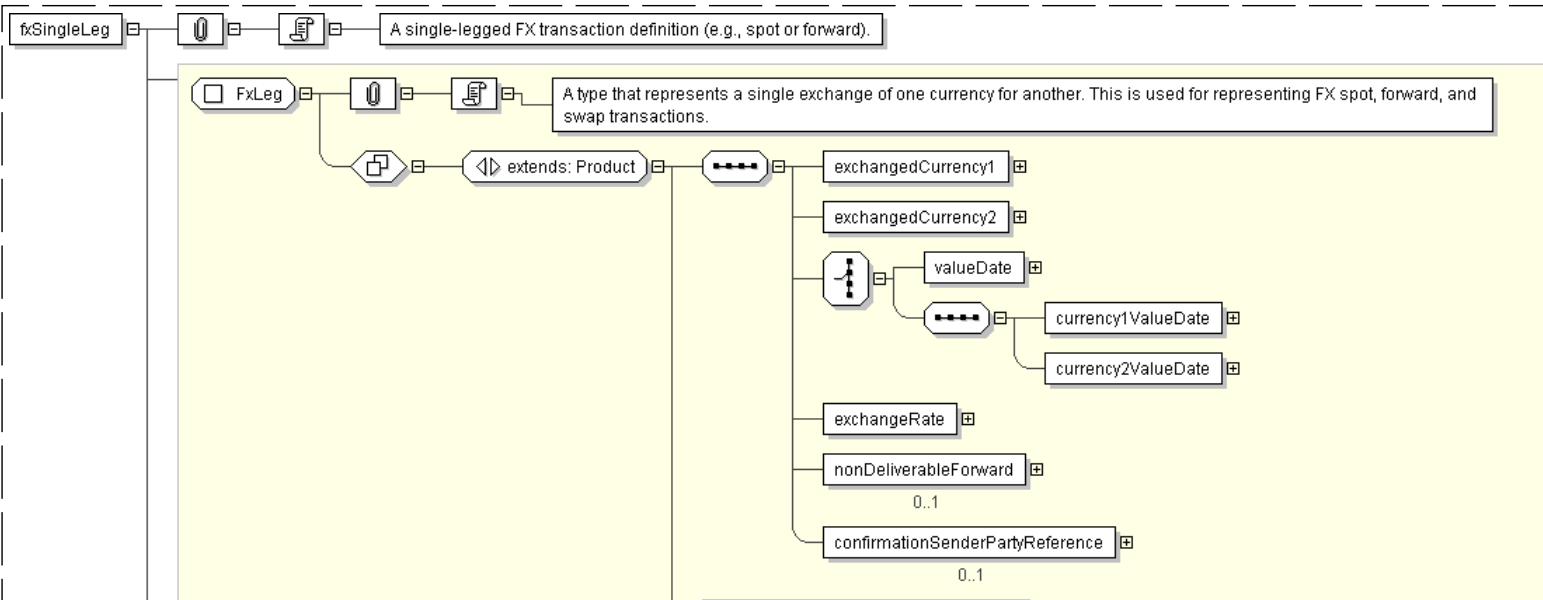 fxSingleLeg
A single-legged FX transaction definition (e.g., spot or forward).
FxLeg
A type that represents a single exchange of one currency for another. This is used for representing FX spot, forward, and
swap transactions.
extends: Product
exchangedCurrency1
exchangedCurrency2
valueDate
currency1ValueDate
currency2ValueDate
exchangeRate
nonDeliverableForward
0..1
confirmationSenderPartyReference
0..1